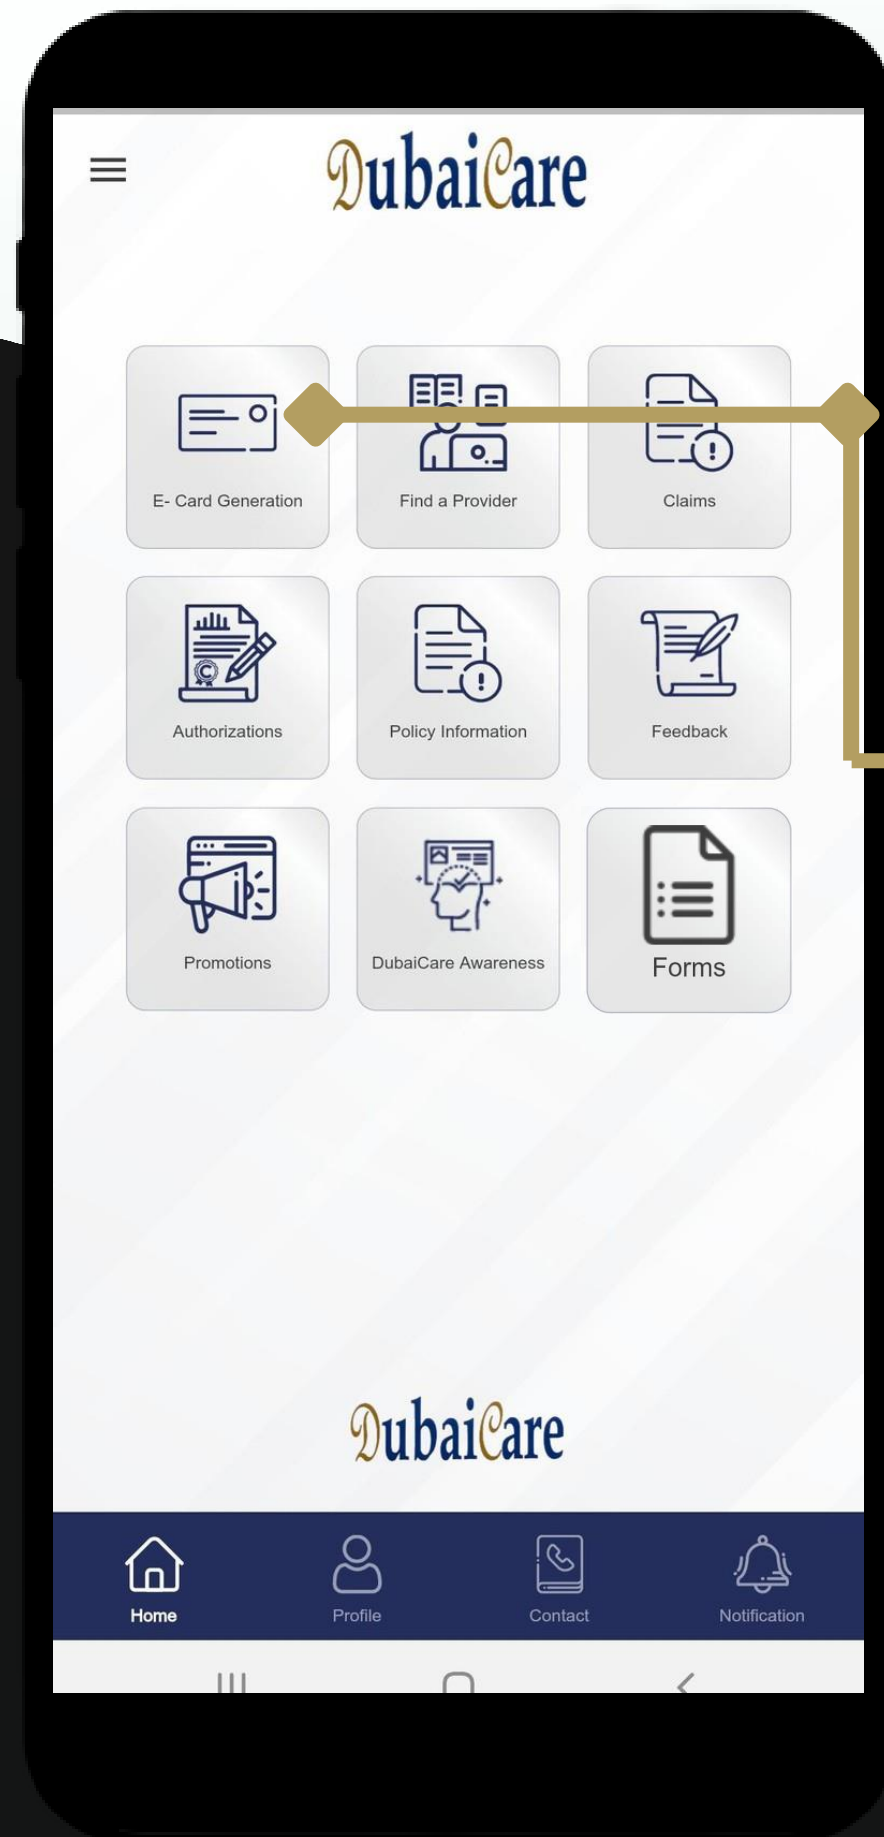 DubaiCare
E- Card Generation
Find a Provider
Claims
Authorizations
Policy Information
Feedback
Promotions
DubaiCare Awareness
Forms
DubaiCare
Home
Profile
Contact
Notification